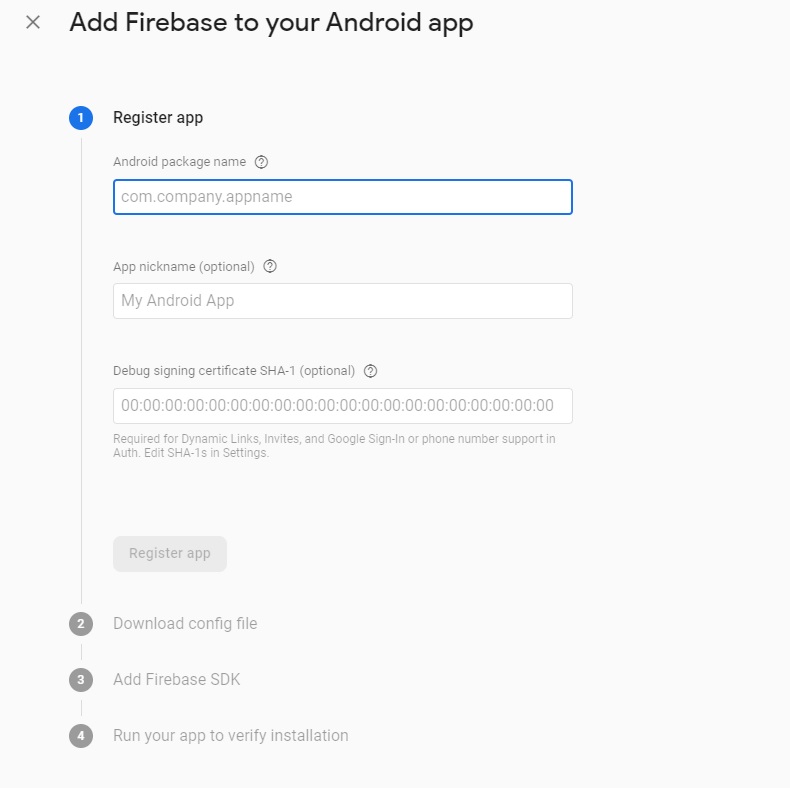 Add Firebase to your Android app
1
Register app
Android package name
com.company.appname
App nickname (optional)
My Android App
Debug signing certificate SHA-1 (optional)
00:00:00:00:00:00:00:00:00:00:00:00:00:00:00:00:00:00:00:00
Required for Dynamic Links, Invites, and Google Sign-In or phone number support in
Auth. Edit SHA-1s in Settings.
Register app
2
Download config file
3
Add Firebase SDK
4
Run your app to verify installation